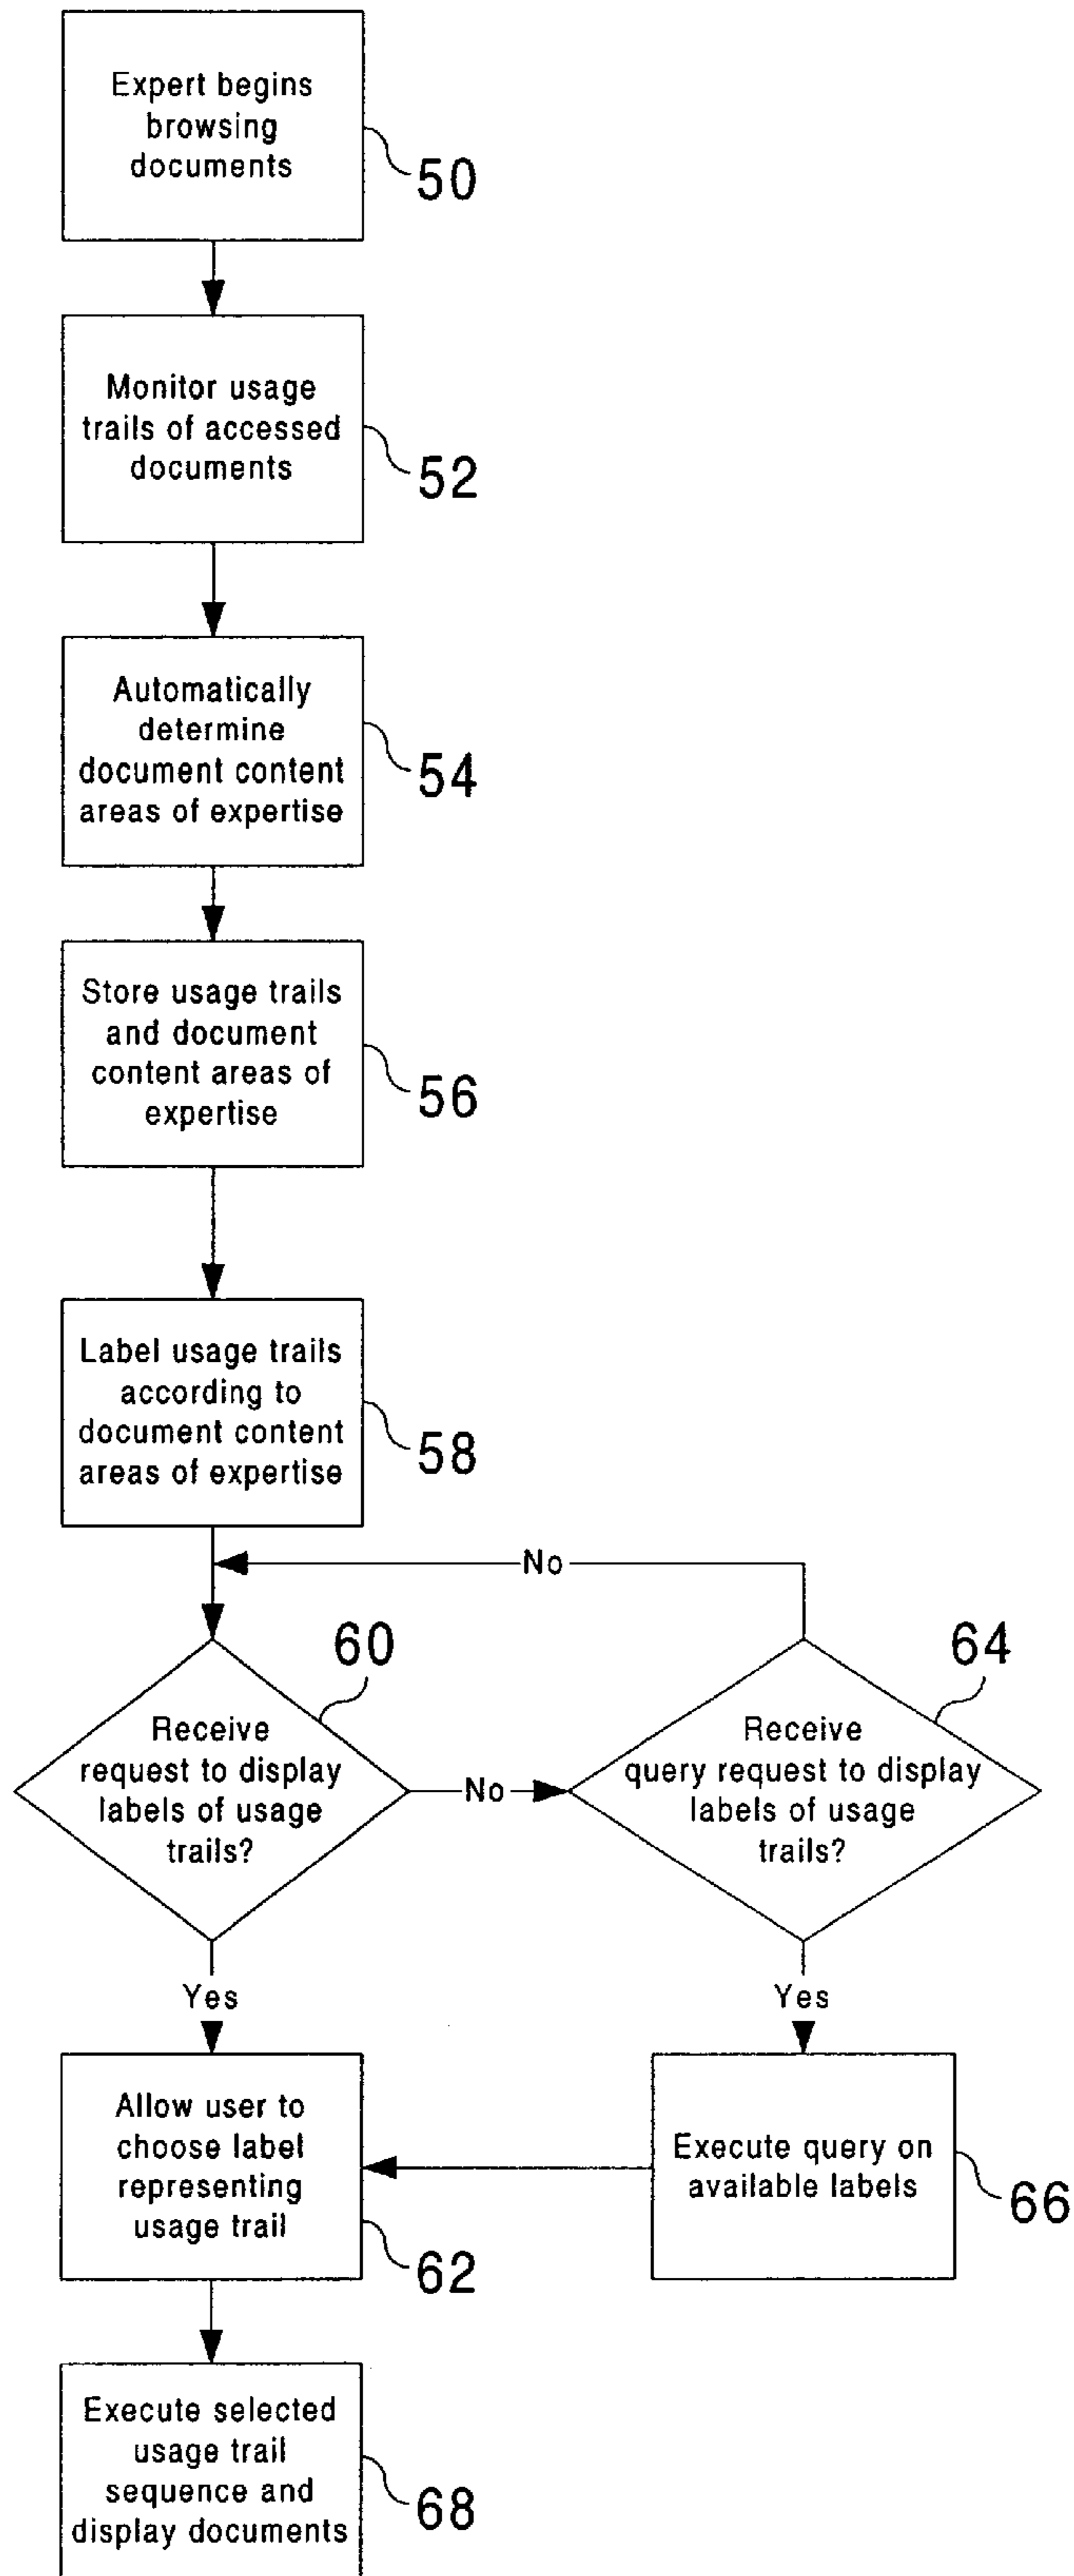 Expert begins
browsing
documents
50
Monitor usage
trails of accessed
documents
52
Automatically
determine
document content
areas of expertise
54
Store usage trails
and document
content areas of
expertise
56
Label usage trails
according to
document content
areas of expertise
58
No
60
64
Receive
request to display
labels of usage
trails?
No
Receive
query request to display
labels of usage
trails?
Yes
Yes
Allow user to
choose label
representing
usage trail
62
Execute query on
available labels
66
Execute selected
usage trail
sequence and
display documents
68